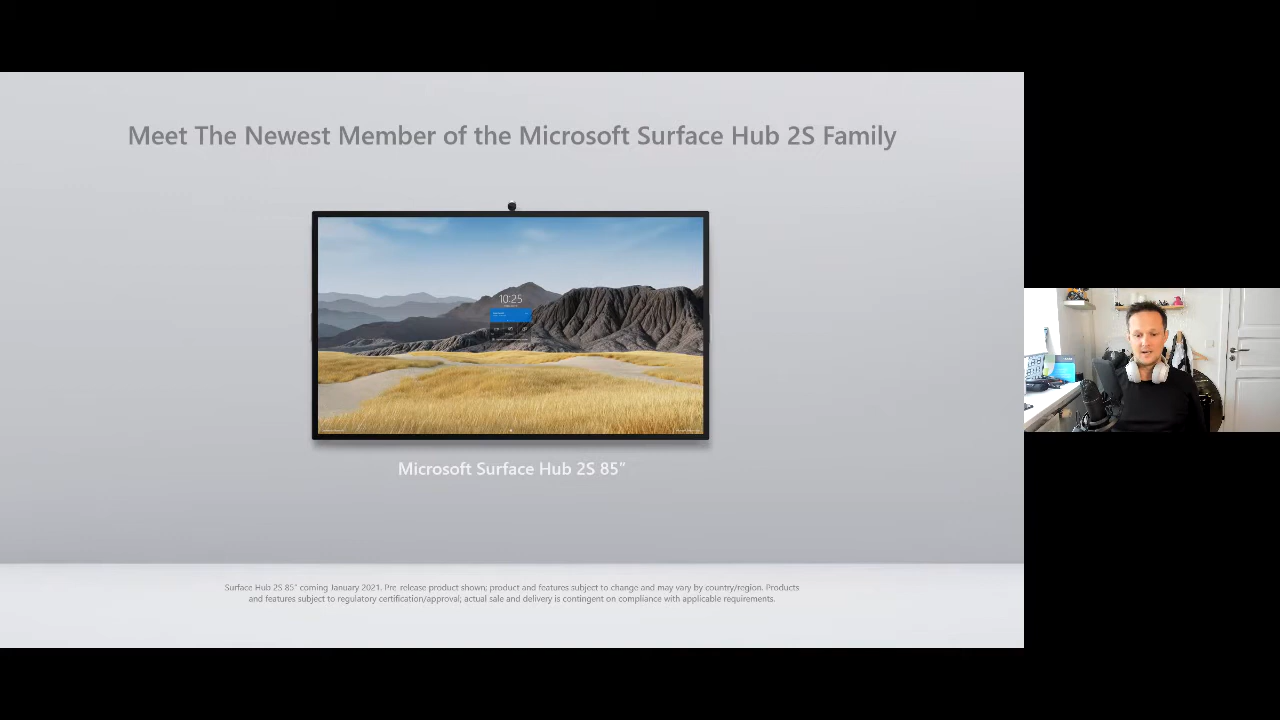 Meet The Newest Member of the Microsoft Surface Hub 2S Family
10:25
Microsoft Surface Hub 2S 85"
Surface Hub 2S 85" coming January 2021. Pre-release product shown; product and features subject to change and may vary by country/region. Products
and features subject to regulatory certification/approval; actual sale and delivery is contingent on compliance with applicable requirements.